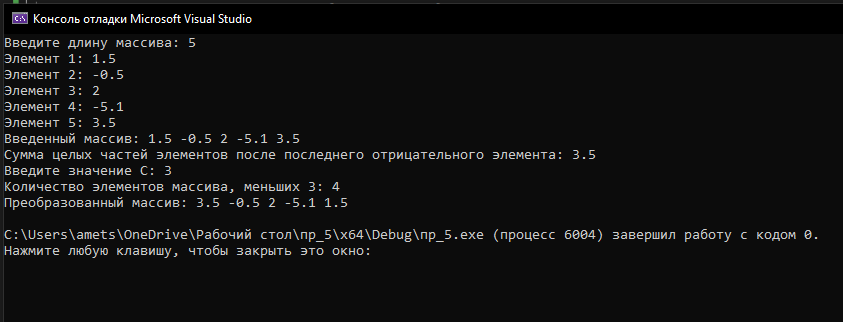 Консоль отладки Microsoft Visual Studio
Введите длину массива: 5
Элемент 1: 1.5
Элемент 2: -0.5
Элемент 3: 2
Элемент 4: -5.1
Элемент 5: 3.5
Введенный массив: 1.5 -0.5 2 -5.1 3.5
Сумма целых частей элементов после последнего отрицательного элемента: 3.5
Введите значение C: 3
Количество элементов массива, меньших 3: 4
Преобразованный массив: 3.5 -0.5 2 -5.1 1.5
C:\Users\amets\OneDrive\Рабочий стол\пр_5\x64\Debug\пр_5.exe (процесс 6004) завершил работу с кодом 0.
Нажмите любую клавишу, чтобы закрыть это окно: